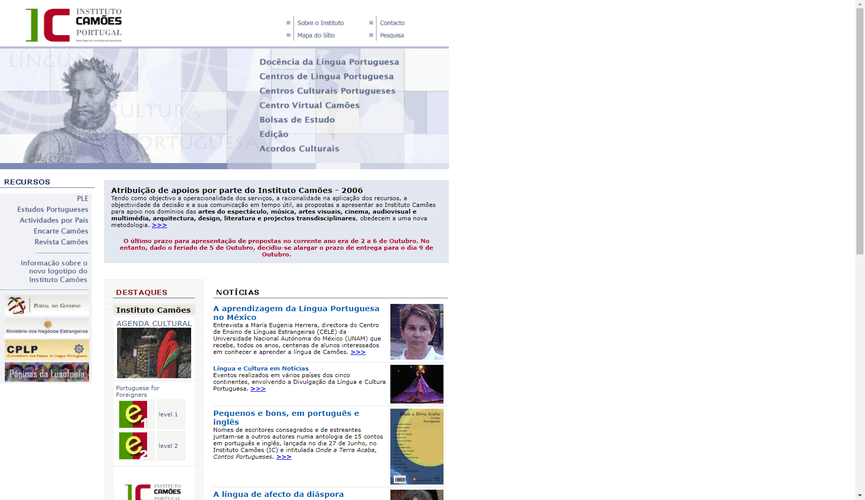 INSTITUTO
CAMÕES
PORTUGAL
Sobre o Instituto
Contacto
Mapa do Sítio
Pesquisa
LÍNGUA
CULTURA
PORTUGUESA
Docência da Língua Portuguesa
Centros de Língua Portuguesa
Centros Culturais Portugueses
Centro Virtual Camões
Bolsas de Estudo
Edição
Acordos Culturais
RECURSOS
PLE
Estudos Portugueses
Actividades por País
Encarte Camões
Revista Camões
Informação sobre o
novo logotipo do
Instituto Camões
PORTAL DO GOVERNO
Ministério dos Negócios Estrangeiros
CPLP
Comunidade dos Países de Língua Portuguesa
Páginas da Lusofonia
Atribuição de apoios por parte do Instituto Camões - 2006
Tendo como objectivo a operacionalidade dos serviços, a racionalidade na aplicação dos recursos, a
objectividade da decisão e a sua comunicação em tempo útil, as propostas a apresentar ao Instituto Camões
para apoio nos domínios das artes do espectáculo, música, artes visuais, cinema, audiovisual e
multimédia, arquitectura, design, literatura e projectos transdisciplinares, obedecem a uma nova
metodologia. >>>
O último prazo para apresentação de propostas no corrente ano era de 2 a 6 de Outubro. No
entanto, dado o feriado de 5 de Outubro, decidiu-se alargar o prazo de entrega para o dia 9 de
Outubro.
DESTAQUES
Instituto Camões
AGENDA CULTURAL
Portuguese for
Foreigners
e1
level 1
e2
level 2
INSTITUTO
CAMÕES
PORTUGAL
NOTÍCIAS
A aprendizagem da Língua Portuguesa
no México
Entrevista a María Eugenia Herrera, directora do Centro
de Ensino de Línguas Estrangeiras (CELE) da
Universidade Nacional Autónoma do México (UNAM) que
recebe, todos os anos, centenas de alunos interessados
em conhecer e aprender a língua de Camões. >>>
Língua e Cultura em Notícias
Eventos realizados em vários países dos cinco
continentes, envolvendo a Divulgação da Língua e Cultura
Portuguesa. >>>
Pequenos e bons, em português e
inglês
Nomes de escritores consagrados e de estreantes
juntam-se a outros autores numa antologia de 15 contos
em português e inglês, lançada no dia 27 de Junho, no
Instituto Camões (IC) e intitulada Onde a Terra Acaba,
Contos Portugueses. >>>
Onde a Terra Acaba
A língua de afecto da diáspora